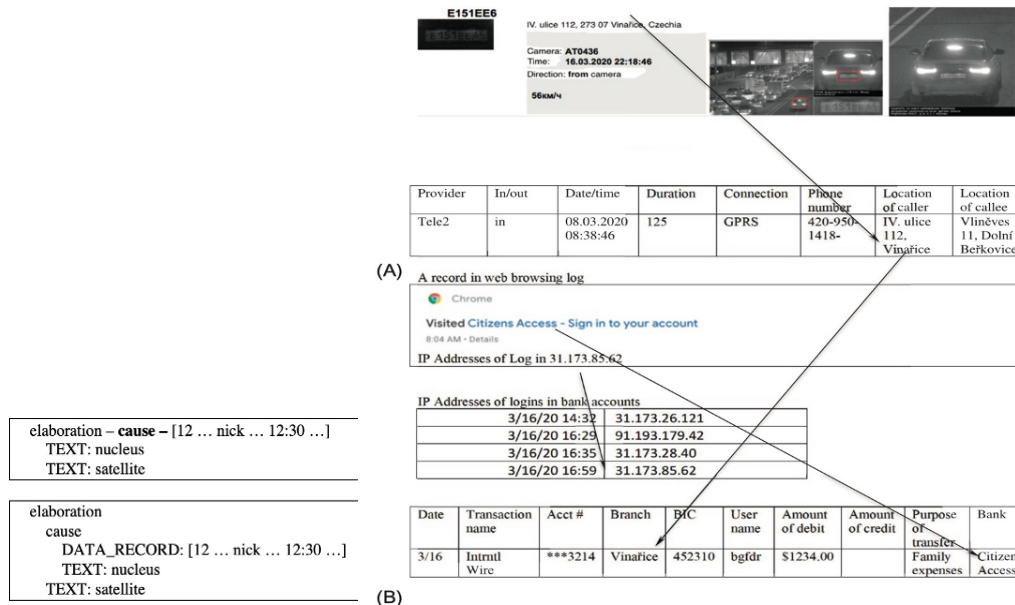 E151EE6
IV. ulice 112, 273 07 Vinařice, Czechia
Camera: AT0436
Time: 16.03.2020 22:18:46
Direction: from camera
56км/ч
Provider In/out Date/time Duration Connection Phone number Location of caller Location of callee
Tele2 in 08.03.2020 08:38:46 125 GPRS 420-950-1418- IV. ulice 112, Vinařice Vliněves 11, Dolní Beřkovice
(A)
A record in web browsing log
Chrome
Visited Citizens Access - Sign in to your account
8:04 AM • Details
IP Addresses of Log in 31.173.85.62
IP Addresses of logins in bank accounts
3/16/20 14:32 31.173.26.121
3/16/20 16:29 91.193.179.42
3/16/20 16:35 31.173.28.40
3/16/20 16:59 31.173.85.62
Date Transaction name Acct # Branch BIC User name Amount of debit Amount of credit Purpose of transfer Bank
3/16 Intrntl Wire ***3214 Vinařice 452310 bgfdr $1234.00 Family expenses Citizen Access
(B)
elaboration – cause – [12 ... nick ... 12:30 ...]
TEXT: nucleus
TEXT: satellite
elaboration
cause
DATA_RECORD: [12 ... nick ... 12:30 ...]
TEXT: nucleus
TEXT: satellite